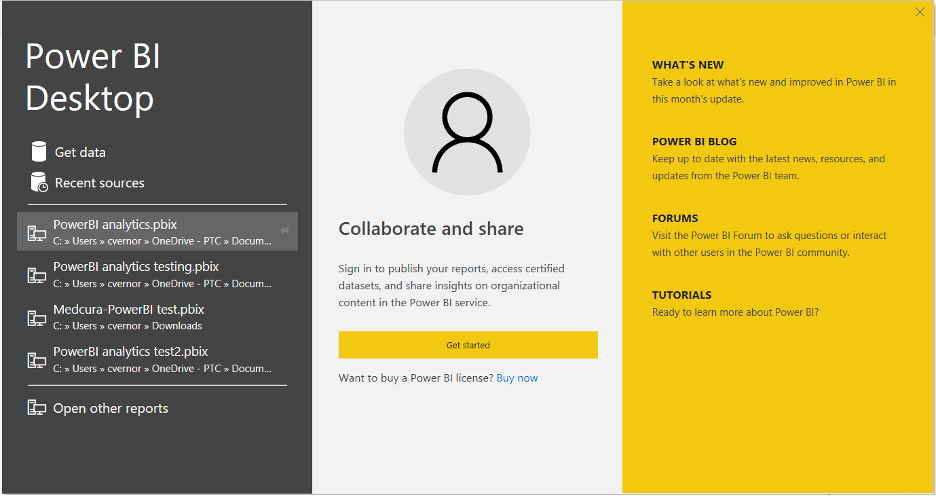 Power BI
Desktop
Get data
Recent sources
PowerBI analytics.pbix
C: » Users » cvernor » OneDrive - PTC » Docum...
PowerBI analytics testing.pbix
C: » Users » cvernor » OneDrive - PTC » Docum...
Medcura-PowerBI test.pbix
C: » Users » cvernor » Downloads
PowerBI analytics test2.pbix
C: » Users » cvernor » OneDrive - PTC » Docum...
Open other reports
Collaborate and share
Sign in to publish your reports, access certified
datasets, and share insights on organizational
content in the Power BI service.
Get started
Want to buy a Power BI license? Buy now
WHAT'S NEW
Take a look at what's new and improved in Power BI in
this month's update.
POWER BI BLOG
Keep up to date with the latest news, resources, and
updates from the Power BI team.
FORUMS
Visit the Power BI Forum to ask questions or interact
with other users in the Power BI community.
TUTORIALS
Ready to learn more about Power BI?